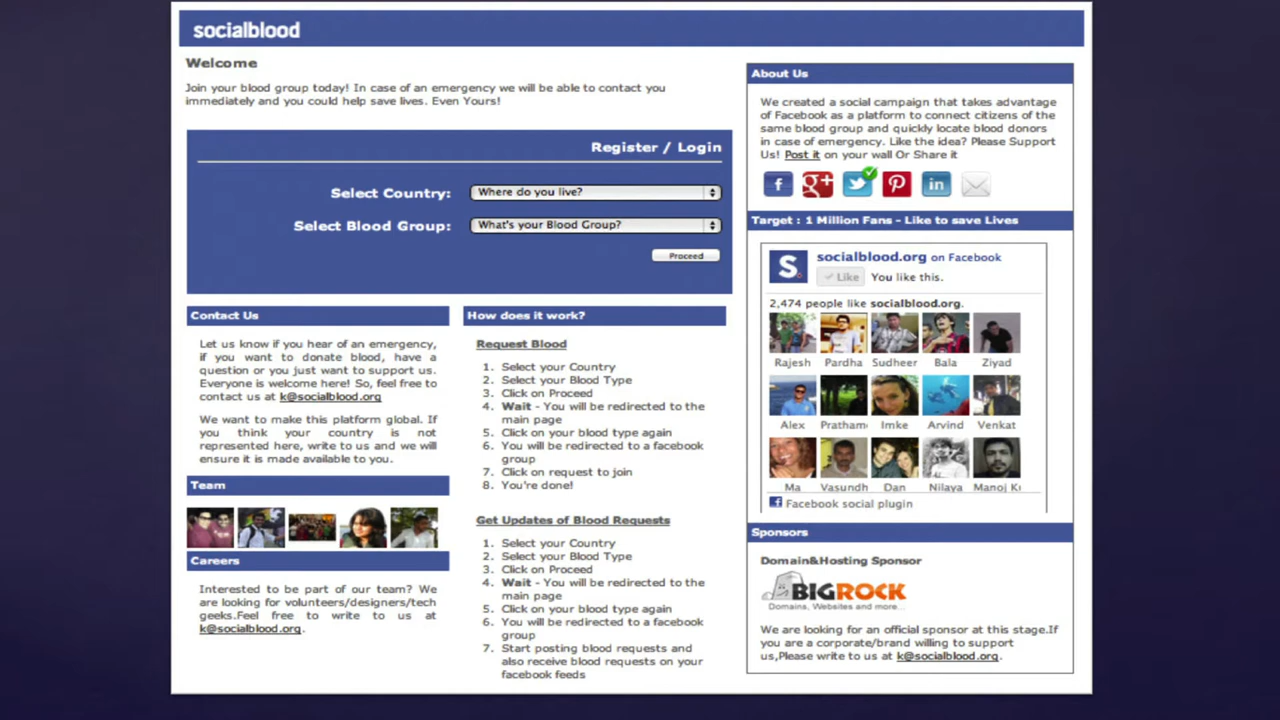 socialblood
Welcome
Join your blood group today! In case of an emergency we will be able to contact you
immediately and you could help save lives. Even Yours!
Register / Login
Select Country:
Where do you live?
Select Blood Group:
What's your Blood Group?
Proceed
Contact Us
Let us know if you hear of an emergency,
if you want to donate blood, have a
question or you just want to support us.
Everyone is welcome here! So, feel free to
contact us at k@socialblood.org
We want to make this platform global. If
you think your country is not
represented here, write to us and we will
ensure it is made available to you.
Team
Careers
Interested to be part of our team? We
are looking for volunteers/designers/tech
geeks.Feel free to write to us at
k@socialblood.org.
How does it work?
Request Blood
1. Select your Country
2. Select your Blood Type
3. Click on Proceed
4. Wait - You will be redirected to the
main page
5. Click on your blood type again
6. You will be redirected to a facebook
group
7. Click on request to join
8. You're done!
Get Updates of Blood Requests
1. Select your Country
2. Select your Blood Type
3. Click on Proceed
4. Wait - You will be redirected to the
main page
5. Click on your blood type again
6. You will be redirected to a facebook
group
7. Start posting blood requests and
also receive blood requests on your
facebook feeds
About Us
We created a social campaign that takes advantage
of Facebook as a platform to connect citizens of the
same blood group and quickly locate blood donors
in case of emergency. Like the idea? Please Support
Us! Post it on your wall Or Share it
f g+ P in
Target : 1 Million Fans - Like to save Lives
S.
socialblood.org on Facebook
Like You like this.
2,474 people like socialblood.org.
Rajesh Pardha Sudheer Bala Ziyad
Alex Pratham Imke Arvind Venkat
Ma Vasundh Dan Nilaya Manoj Ku
f Facebook social plugin
Sponsors
Domain&Hosting Sponsor
BIGROCK
Domains, Websites and more...
We are looking for an official sponsor at this stage.If
you are a corporate/brand willing to support
us,Please write to us at k@socialblood.org.